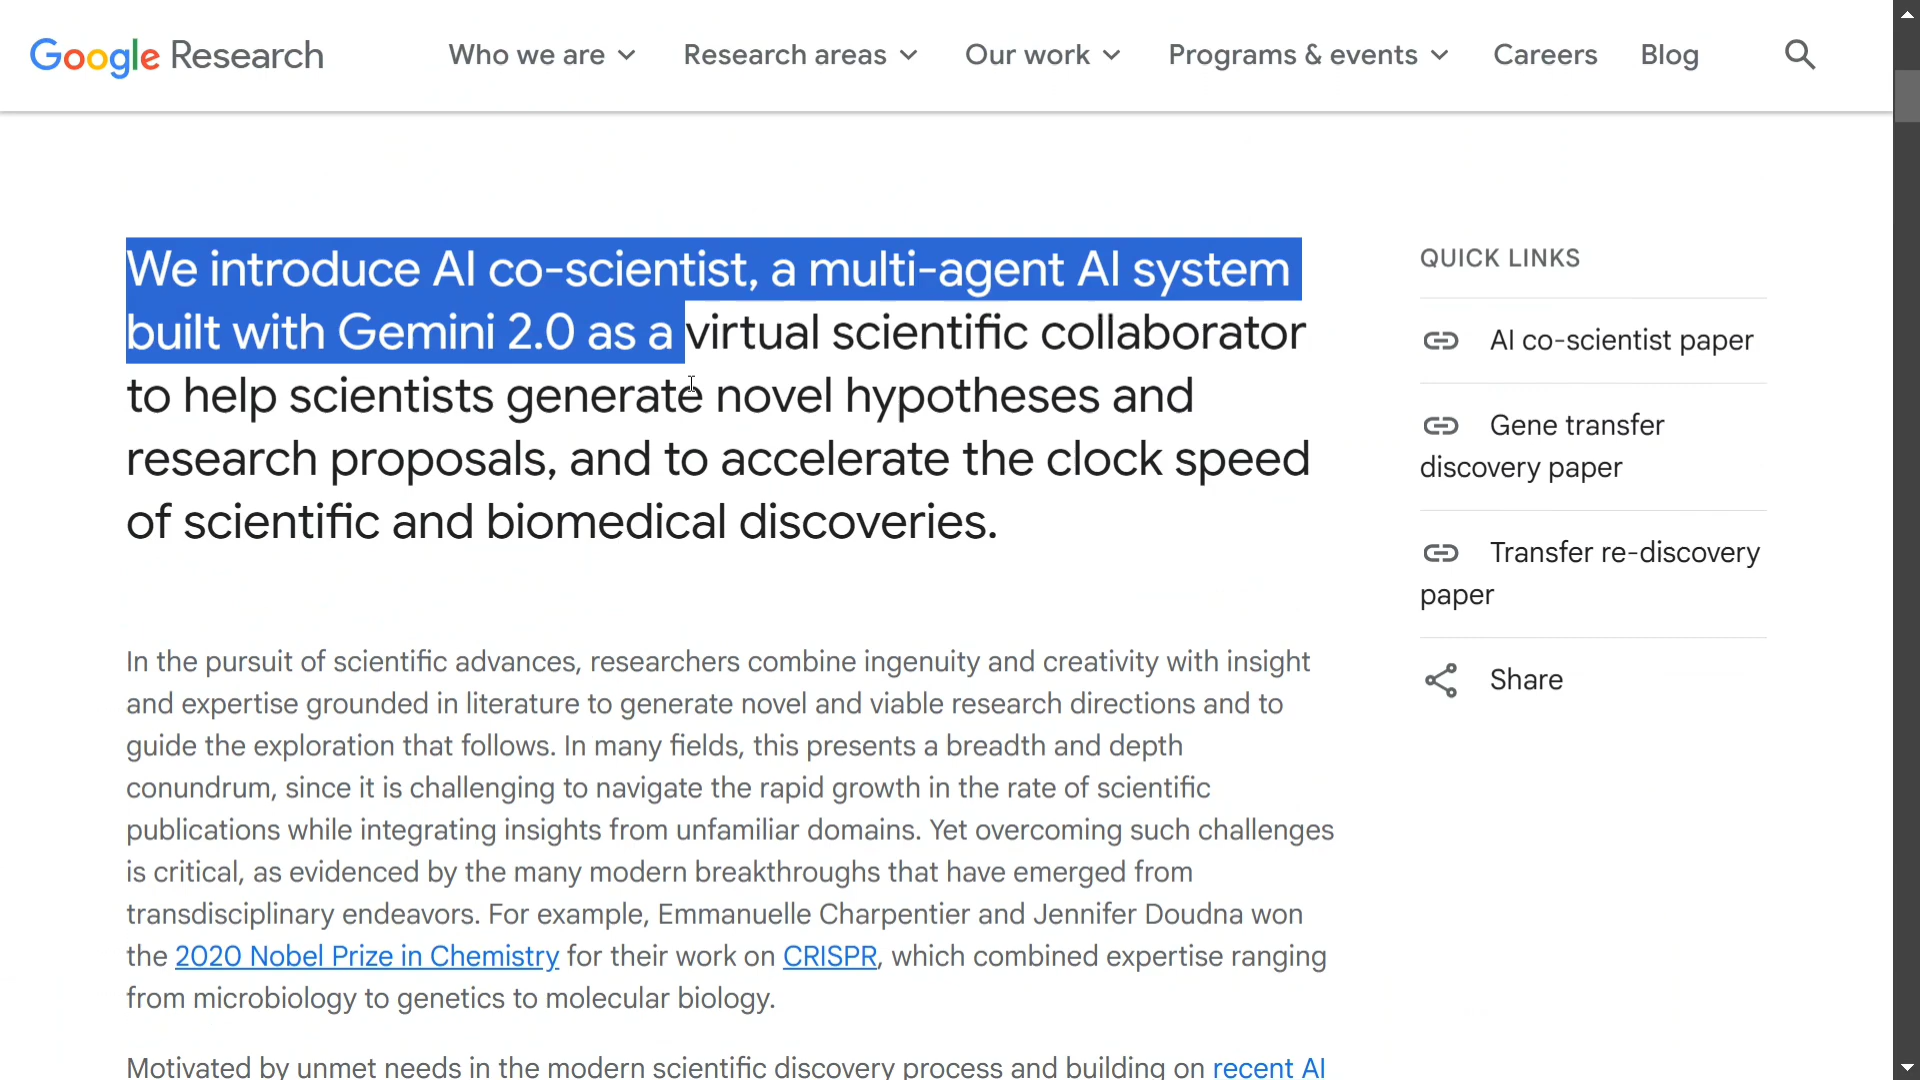 Google Research
Who we are
Research areas
Our work
Programs & events
Careers
Blog
We introduce AI co-scientist, a multi-agent AI system
built with Gemini 2.0 as a virtual scientific collaborator
to help scientists generate novel hypotheses and
research proposals, and to accelerate the clock speed
of scientific and biomedical discoveries.
QUICK LINKS
AI co-scientist paper
Gene transfer
discovery paper
Transfer re-discovery
paper
Share
In the pursuit of scientific advances, researchers combine ingenuity and creativity with insight
and expertise grounded in literature to generate novel and viable research directions and to
guide the exploration that follows. In many fields, this presents a breadth and depth
conundrum, since it is challenging to navigate the rapid growth in the rate of scientific
publications while integrating insights from unfamiliar domains. Yet overcoming such challenges
is critical, as evidenced by the many modern breakthroughs that have emerged from
transdisciplinary endeavors. For example, Emmanuelle Charpentier and Jennifer Doudna won
the 2020 Nobel Prize in Chemistry for their work on CRISPR, which combined expertise ranging
from microbiology to genetics to molecular biology.
Motivated by unmet needs in the modern scientific discovery process and building on recent AI